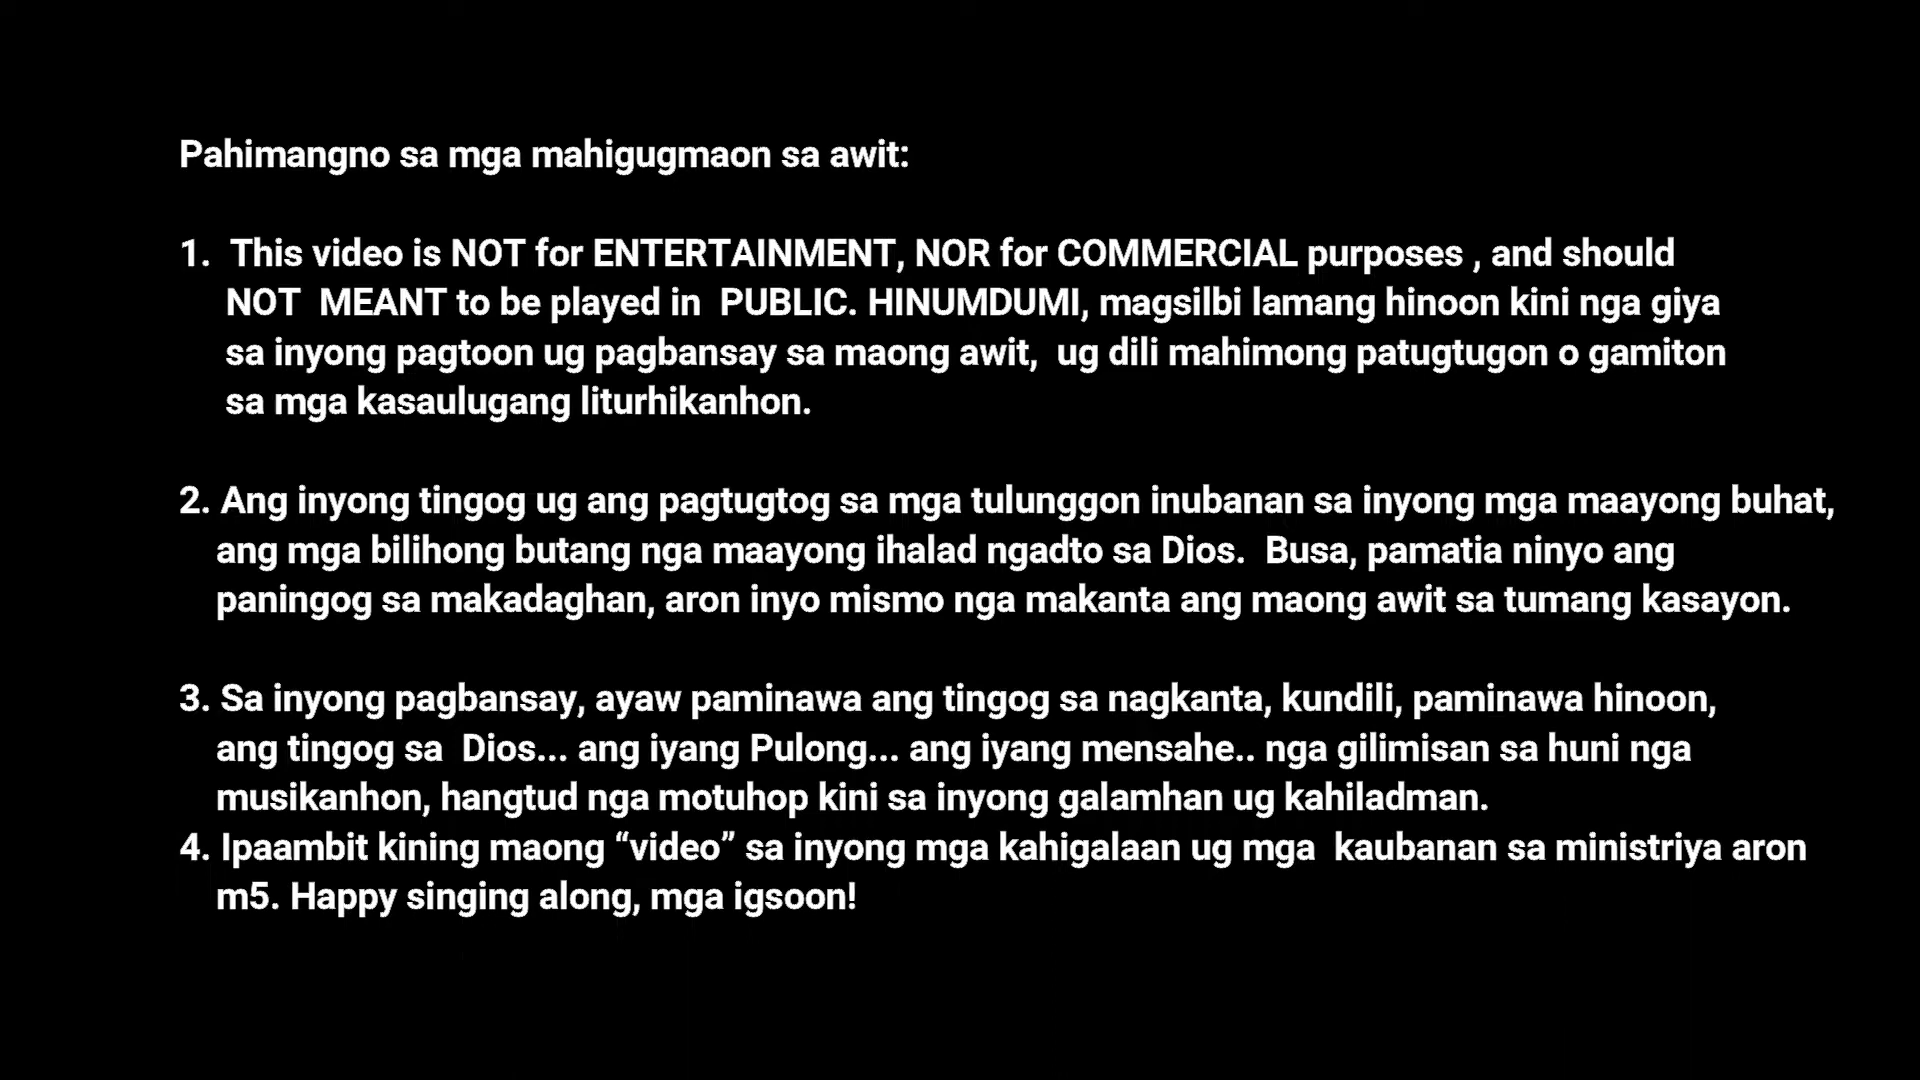 Pahimangno sa mga mahigugmaon sa awit:
1. This video is NOT for ENTERTAINMENT, NOR for COMMERCIAL purposes , and should
NOT MEANT to be played in PUBLIC. HINUMDUMI, magsilbi lamang hinoon kini nga giya
sa inyong pagtoon ug pagbansay sa maong awit, ug dili mahimong patugtugon o gamiton
sa mga kasaulugang liturhikanhon.
2. Ang inyong tingog ug ang pagtugtog sa mga tulunggon inubanan sa inyong mga maayong buhat,
ang mga bilihong butang nga maayong ihalad ngadto sa Dios. Busa, pamatia ninyo ang
paningog sa makadaghan, aron inyo mismo nga makanta ang maong awit sa tumang kasayon.
3. Sa inyong pagbansay, ayaw paminawa ang tingog sa nagkanta, kundili, paminawa hinoon,
ang tingog sa Dios... ang iyang Pulong... ang iyang mensahe.. nga gilimisan sa huni nga
musikanhon, hangtud nga motuhop kini sa inyong galamhan ug kahiladman.
4. Ipaambit kining maong “video” sa inyong mga kahigalaan ug mga kaubanan sa ministriya aron
m5. Happy singing along, mga igsoon!